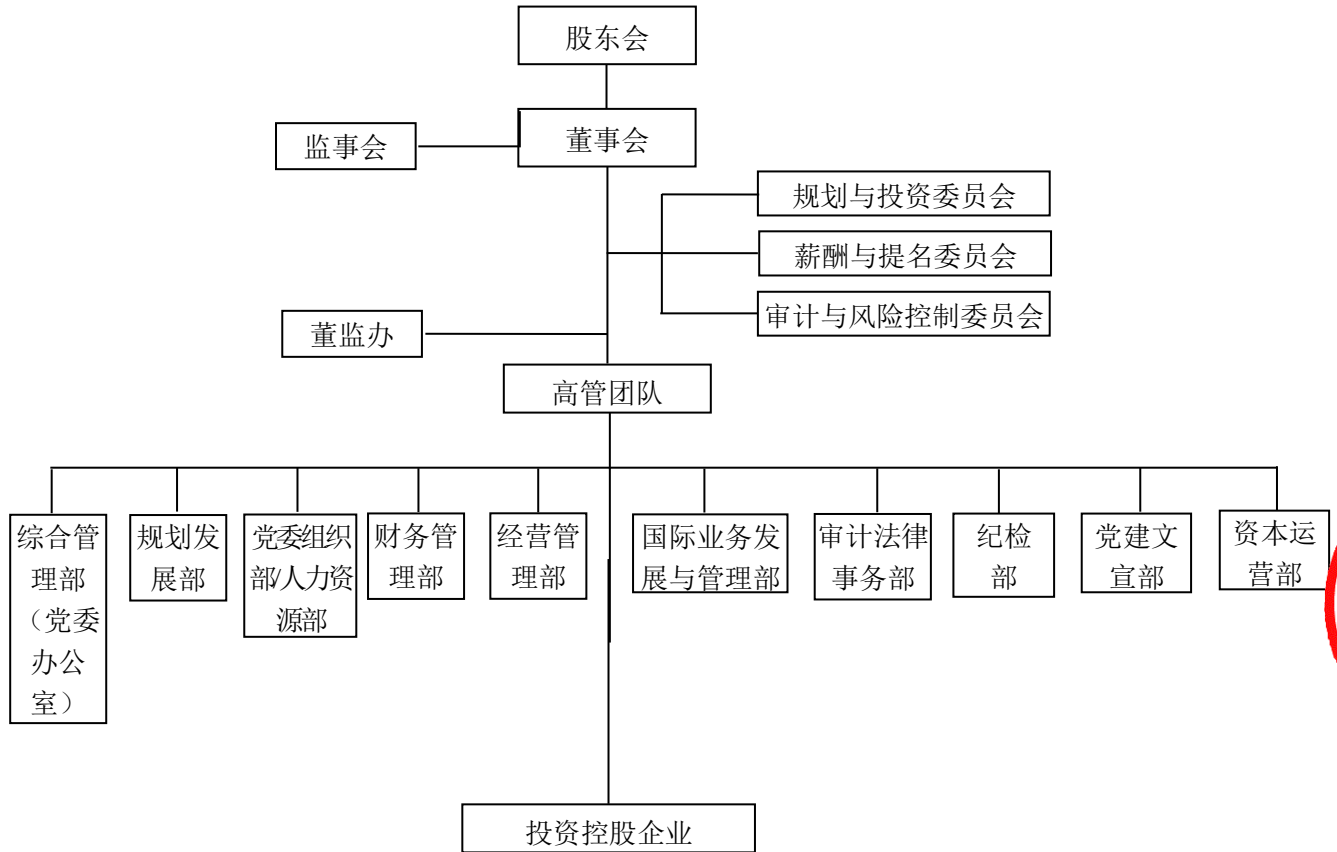 股东会
董事会
监事会
规划与投资委员会
薪酬与提名委员会
审计与风险控制委员会
董监办
高管团队
综合管
理部
（党委
办公
室）
规划发
展部
党委组织
部/人力资
源部
财务管
理部
经营管
理部
国际业务发
展与管理部
审计法律
事务部
纪检
部
党建文
宣部
资本运
营部
投资控股企业